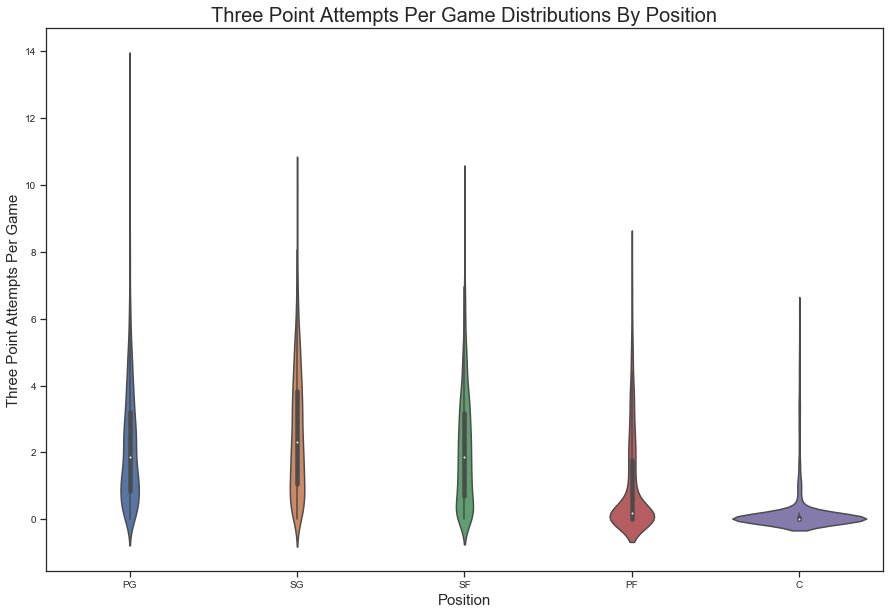 Three Point Attempts Per Game Distributions By Position
Three Point Attempts Per Game
14
12
10
8
6
4
2
0
PG SG SF PF C
Position